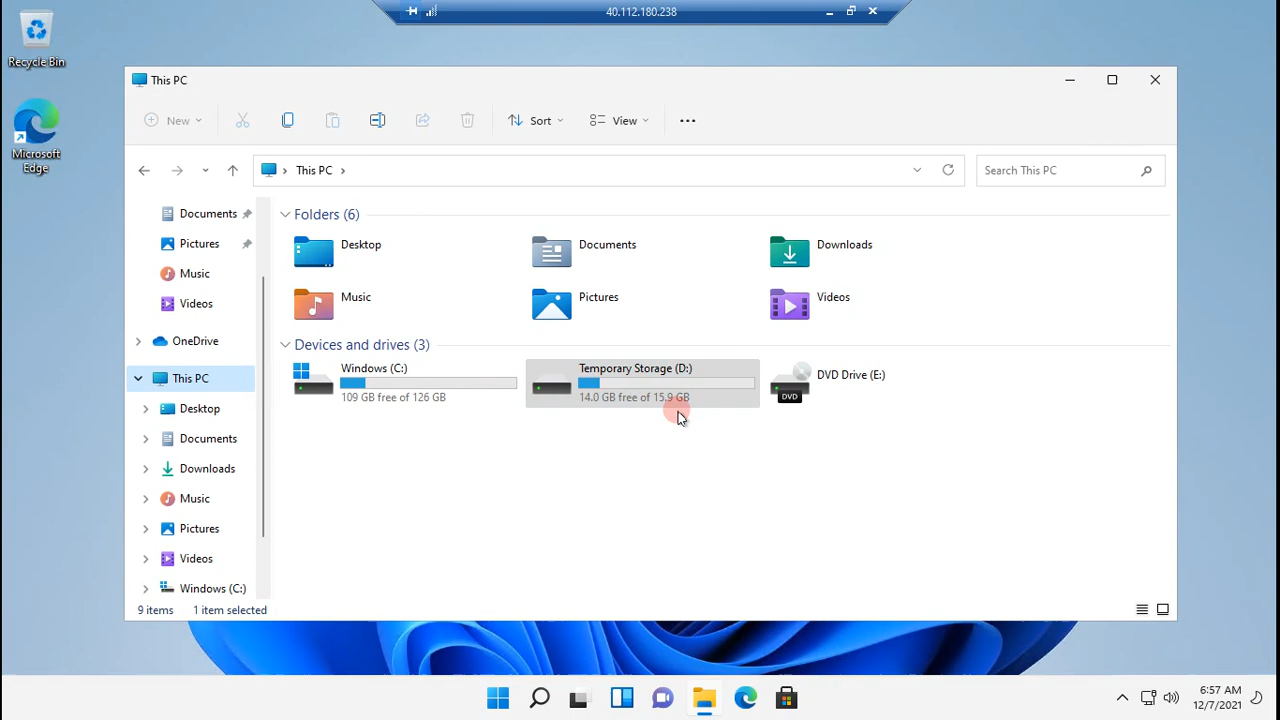 40.112.180.238
Recycle Bin
Microsoft
Edge
This PC
New
Sort
View
This PC
Search This PC
Documents
Pictures
Music
Videos
OneDrive
This PC
Desktop
Documents
Downloads
Music
Pictures
Videos
Windows (C:)
Folders (6)
Desktop
Documents
Downloads
Music
Pictures
Videos
Devices and drives (3)
Windows (C:)
109 GB free of 126 GB
Temporary Storage (D:)
14.0 GB free of 15.9 GB
DVD Drive (E:)
DVD
9 items
1 item selected
6:57 AM
12/7/2021